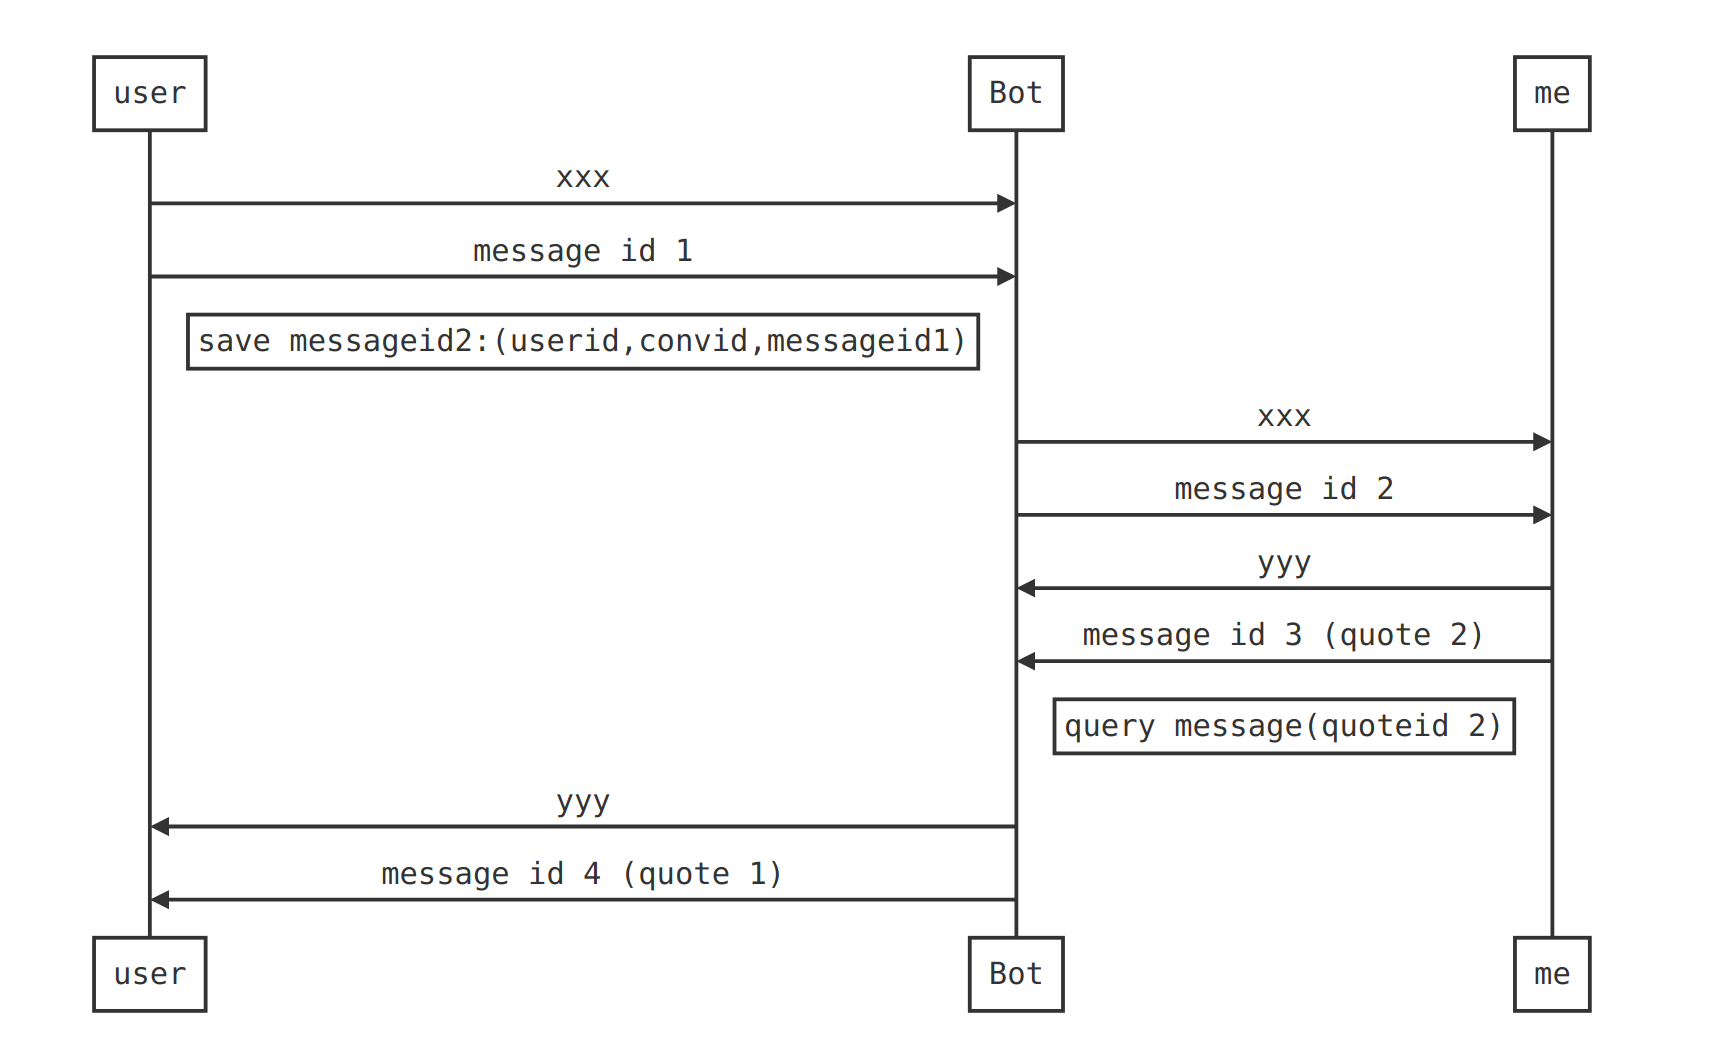 user
Bot
me
xxx
message id 1
save messageid2:(userid,convid,messageid1)
xxx
message id 2
yyy
message id 3 (quote 2)
query message(quoteid 2)
yyy
message id 4 (quote 1)
user
Bot
me